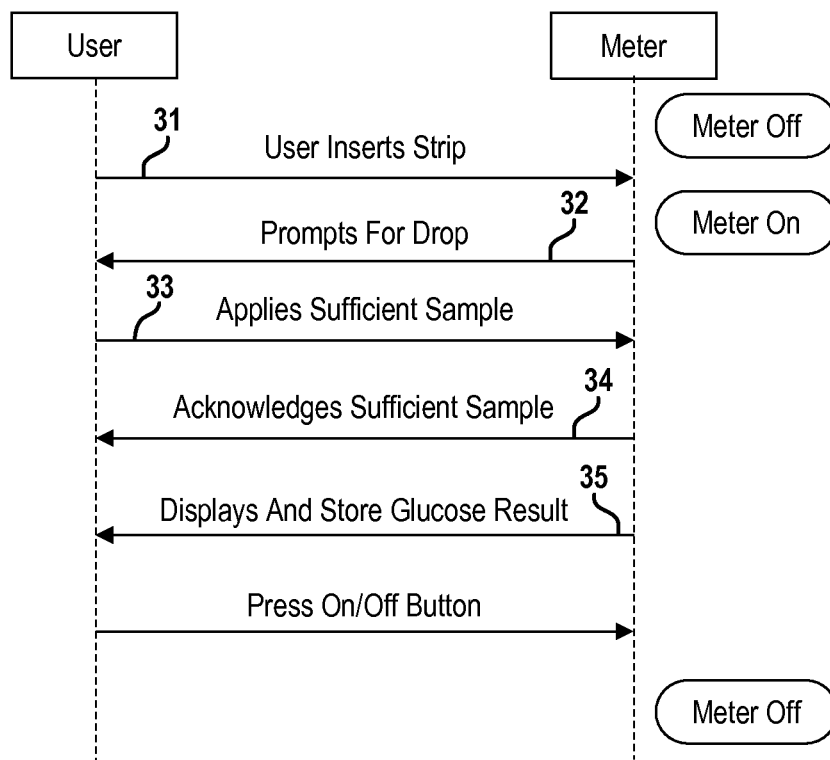 User
Meter
Meter Off
31
User Inserts Strip
Meter On
32
Prompts For Drop
33
Applies Sufficient Sample
34
Acknowledges Sufficient Sample
35
Displays And Store Glucose Result
Press On/Off Button
Meter Off